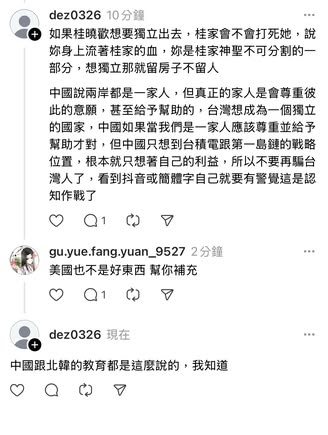 dez0326 10分鐘
如果桂曉歡想要獨立出去，桂家會不會打死她，說
妳身上流著桂家的血，妳是桂家神聖不可分割的一
部分，想獨立那就留房子不留人
中國說兩岸都是一家人，但真正的家人是會尊重彼
此的意願，甚至給予幫助的，台灣想成為一個獨立
的國家，中國如果當我們是一家人應該尊重並給予
幫助才對，但中國只想到台積電跟第一島鏈的戰略
位置，根本就只想著自己的利益，所以不要再騙台
灣人了，看到抖音或簡體字自己就要有警覺這是認
知作戰了
1
gu.yue.fang.yuan_9527 2分鐘
美國也不是好東西 幫你補充
1
dez0326 現在
中國跟北韓的教育都是這麼說的，我知道